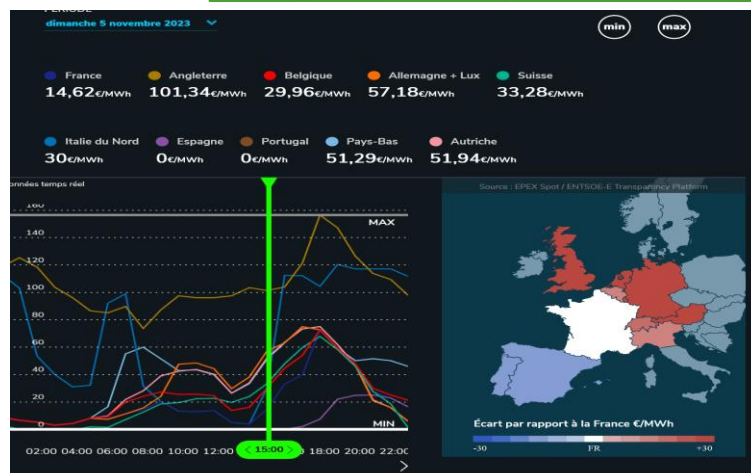 PERIODE
dimanche 5 novembre 2023
min
max
France
Angleterre
Belgique
Allemagne + Lux
Suisse
14,62€/MWh
101,34€/MWh
29,96€/MWh
57,18€/MWh
33,28€/MWh
Italie du Nord
Espagne
Portugal
Pays-Bas
Autriche
30€/MWh
0€/MWh
0€/MWh
51,29€/MWh
51,94€/MWh
onnées temps réel
Source : EPEX Spot / ENTSOE-E Transparency Platform
160
MAX
140
120
100
80
60
40
20
0
MIN
02:00 04:00 06:00 08:00 10:00 12:00 < 15:00 > 18:00 20:00 22:00
>
Écart par rapport à la France €/MWh
-30
FR
+30